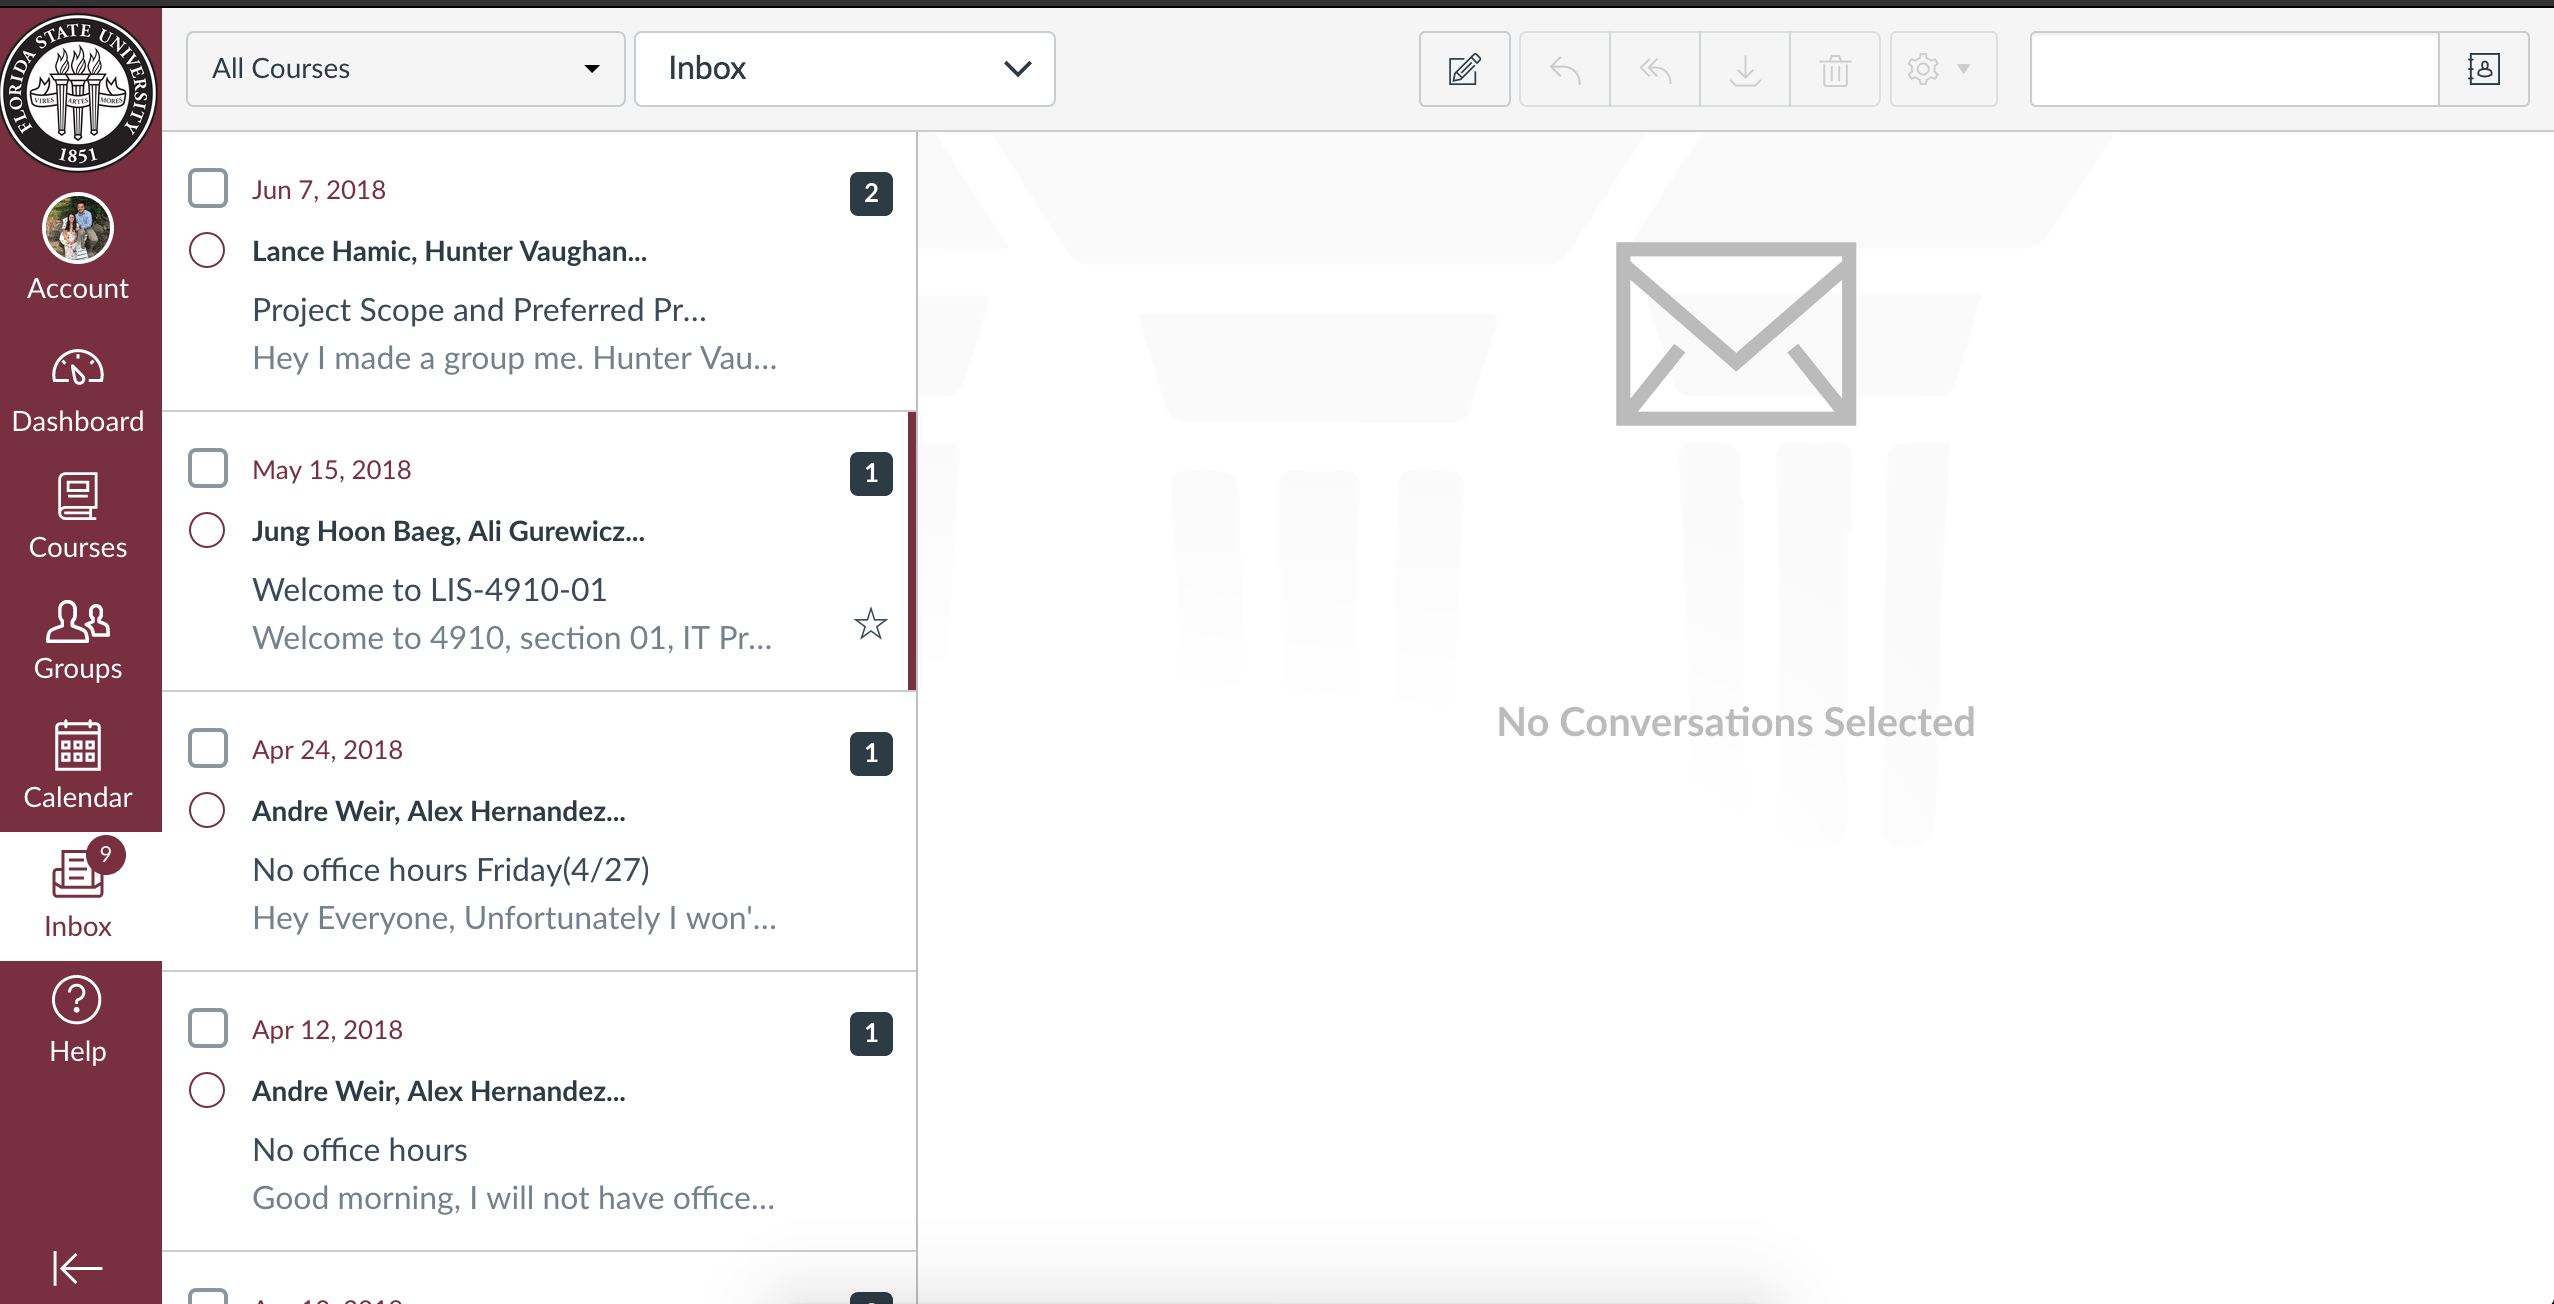 FLORIDA STATE UNIVERSITY
VIRES ARTES MORES
1851
Account
Dashboard
Courses
Groups
Calendar
9
Inbox
Help
All Courses
Inbox
Jun 7, 2018
2
Lance Hamic, Hunter Vaughan...
Project Scope and Preferred Pr...
Hey I made a group me. Hunter Vau...
May 15, 2018
1
Jung Hoon Baeg, Ali Gurewicz...
Welcome to LIS-4910-01
Welcome to 4910, section 01, IT Pr...
Apr 24, 2018
1
Andre Weir, Alex Hernandez...
No office hours Friday(4/27)
Hey Everyone, Unfortunately I won'...
Apr 12, 2018
1
Andre Weir, Alex Hernandez...
No office hours
Good morning, I will not have office...
No Conversations Selected